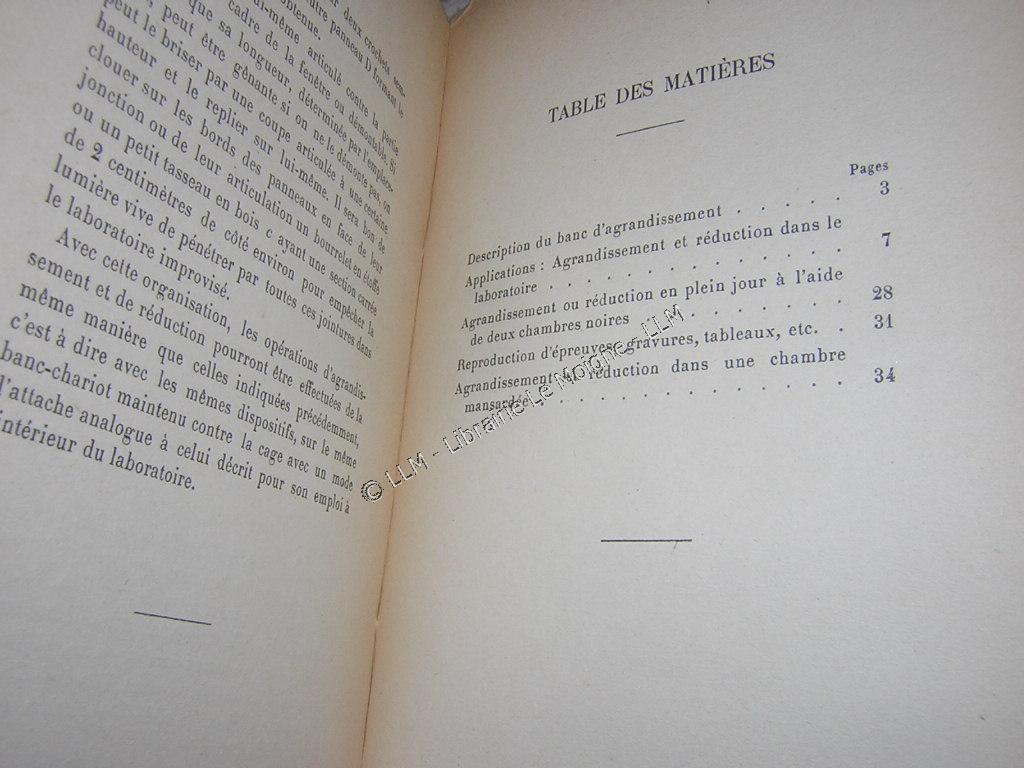 deux crochets
autre panneau D formant le
obtenue.
lui-même articulé contre la partie
cadre de la fenêtre ou démontable. Si
que sa longueur, déterminée par l'emplace-
peut être gênante si on ne le démonte pas, on
peut le briser par une coupe articulée à une certaine
hauteur et le replier sur lui-même. Il sera bon de
clouer sur les bords des panneaux en face de leur
jonction ou de leur articulation un bourrelet en étoffe
ou un petit tasseau en bois c ayant une section carrée
de 2 centimètres de côté environ pour empêcher la
lumière vive de pénétrer par toutes ces jointures dans
le laboratoire improvisé.
Avec cette organisation, les opérations d'agrandis-
sement et de réduction pourront être effectuées de la
même manière que celles indiquées précédemment,
c'est à dire avec les mêmes dispositifs, sur le même
banc-chariot maintenu contre la cage avec un mode
d'attache analogue à celui décrit pour son emploi à
intérieur du laboratoire.
TABLE DES MATIÈRES
Pages
Description du banc d'agrandissement . . . . . 3
Applications : Agrandissement et réduction dans le
laboratoire . . . . . . . . . . . . 7
Agrandissement ou réduction en plein jour à l'aide
de deux chambres noires . . . . . . . . 28
Reproduction d'épreuves, gravures, tableaux, etc. . 31
Agrandissement et réduction dans une chambre
mansardée . . . . . . . . . . . . 34
© LLM - Librairie Le Moigne - LLM